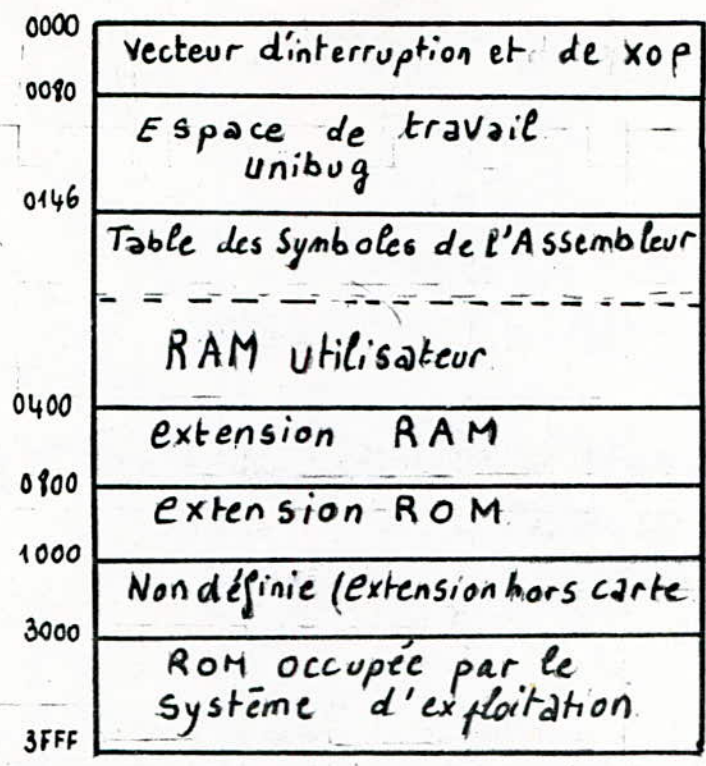 0000
Vecteur d'interruption et de XOP
0080
Espace de travail
Unibug
0146
Table des Symboles de l'Assembleur
RAM utilisateur
0400
extension RAM
0800
extension ROM
1000
Non définie (extension hors carte
3000
ROM occupée par le
système d'exploitation
3FFF